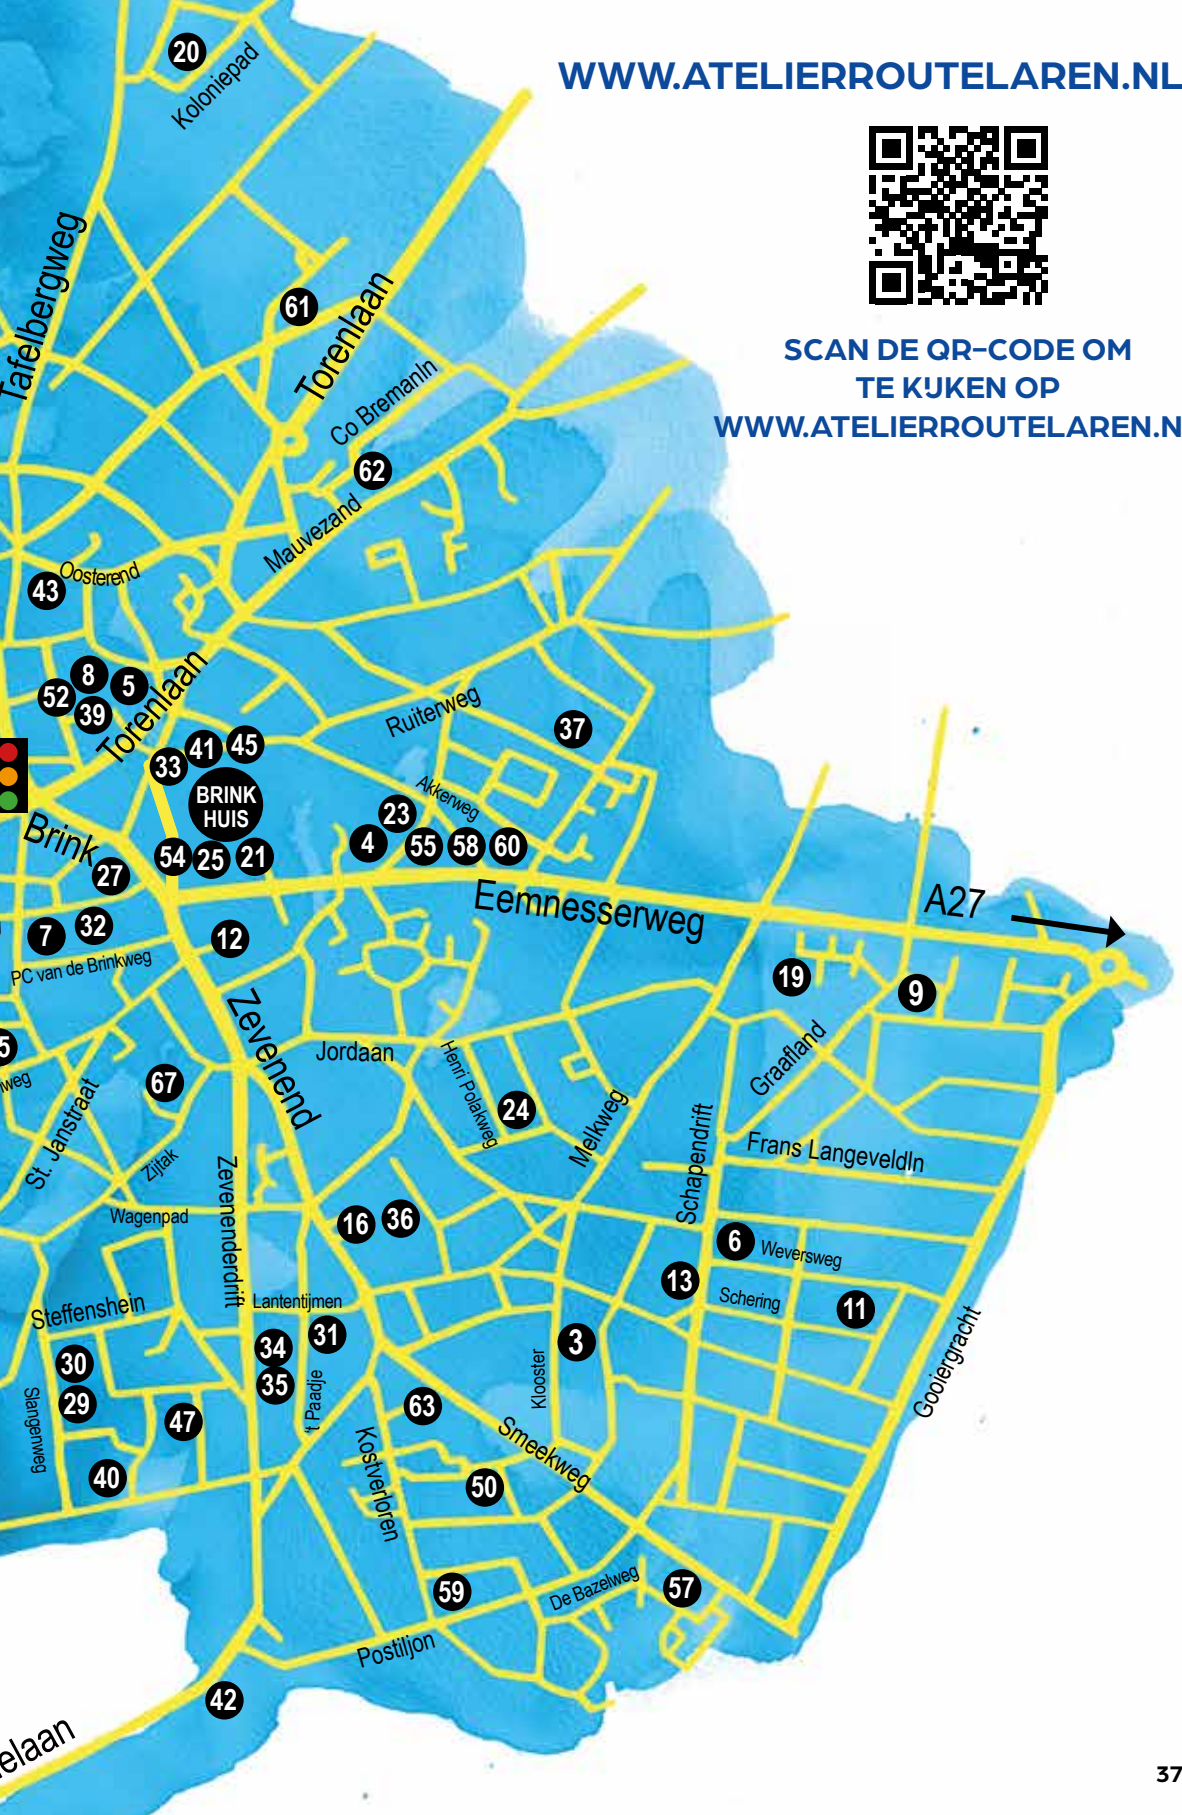 WWW.ATELIERROUTELAREN.NL
SCAN DE QR-CODE OM
TE KIJKEN OP
WWW.ATELIERROUTELAREN.N
20
Koloniepad
Tafelbergweg
61
Torenlaan
Co Bremanln
62
Mauvezand
43
Oosterend
8
5
52
39
Torenlaan
Ruiterweg
37
33
41
45
BRINK
HUIS
Akkerweg
23
4
55
58
60
Brink
27
54
25
21
Eemnesserweg
A27
7
32
12
PC van de Brinkweg
19
9
Zevenend
5
weg
Jordaan
Henri Polakweg
24
Melkweg
Graafland
67
St. Janstraat
Zijtak
Frans Langeveldln
Schapendrift
Wagenpad
Zevenenderdrift
16
36
6
Weversweg
13
Schering
11
Steffenshein
Lantentijmen
34
31
35
't Paadje
3
Klooster
Gooiergracht
30
29
Slangenweg
47
40
63
Smeekweg
50
Kostverloren
59
De Bazelweg
57
Postiljon
42
elaan
37